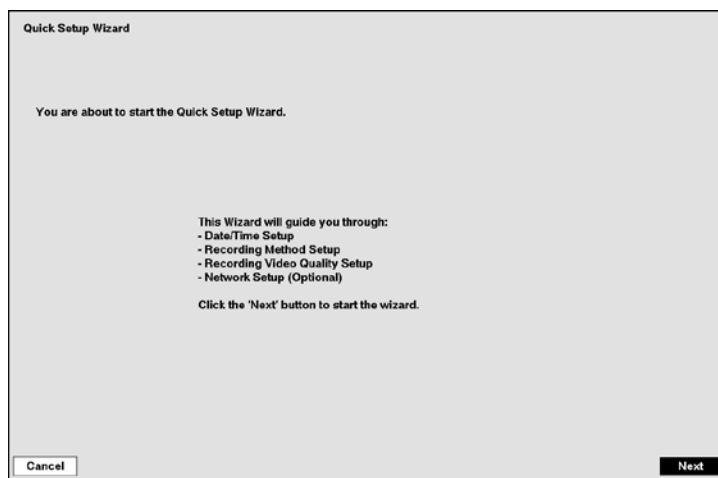 Quick Setup Wizard
You are about to start the Quick Setup Wizard.
This Wizard will guide you through:
- Date/Time Setup
- Recording Method Setup
- Recording Video Quality Setup
- Network Setup (Optional)
Click the 'Next' button to start the wizard.
Cancel
Next